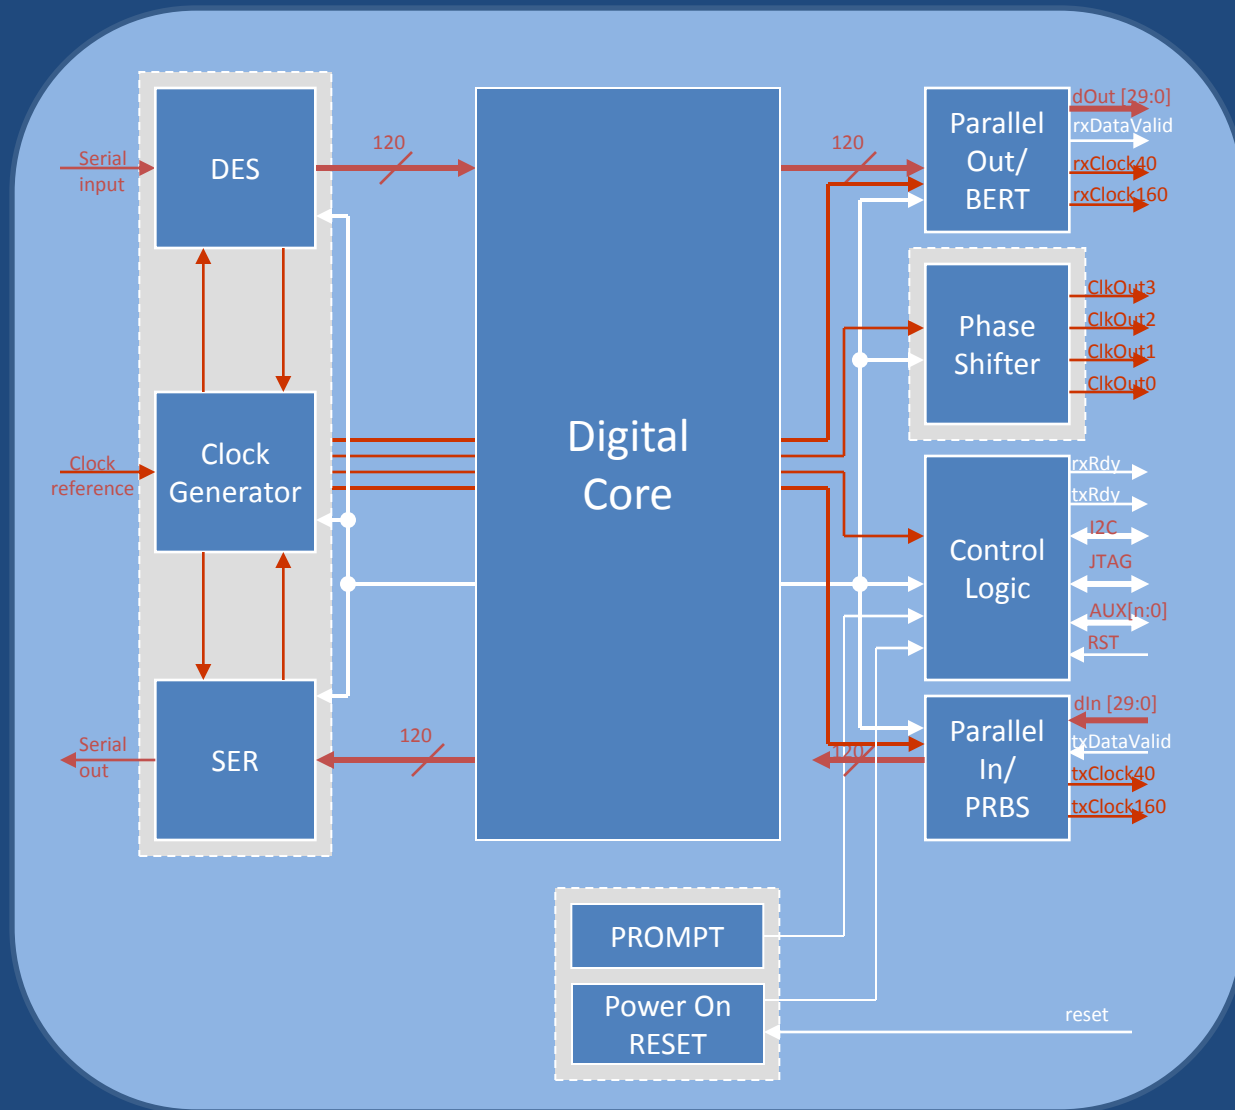 Serial
input
DES
120
Clock
reference
Clock
Generator
Serial
out
SER
120
Digital
Core
120
Parallel
Out/
BERT
dOut [29:0]
rxDataValid
rxClock40
rxClock160
Phase
Shifter
ClkOut3
ClkOut2
ClkOut1
ClkOut0
Control
Logic
rxRdy
txRdy
I2C
JTAG
AUX[n:0]
RST
120
Parallel
In/
PRBS
dIn [29:0]
txDataValid
txClock40
txClock160
PROMPT
Power On
RESET
reset